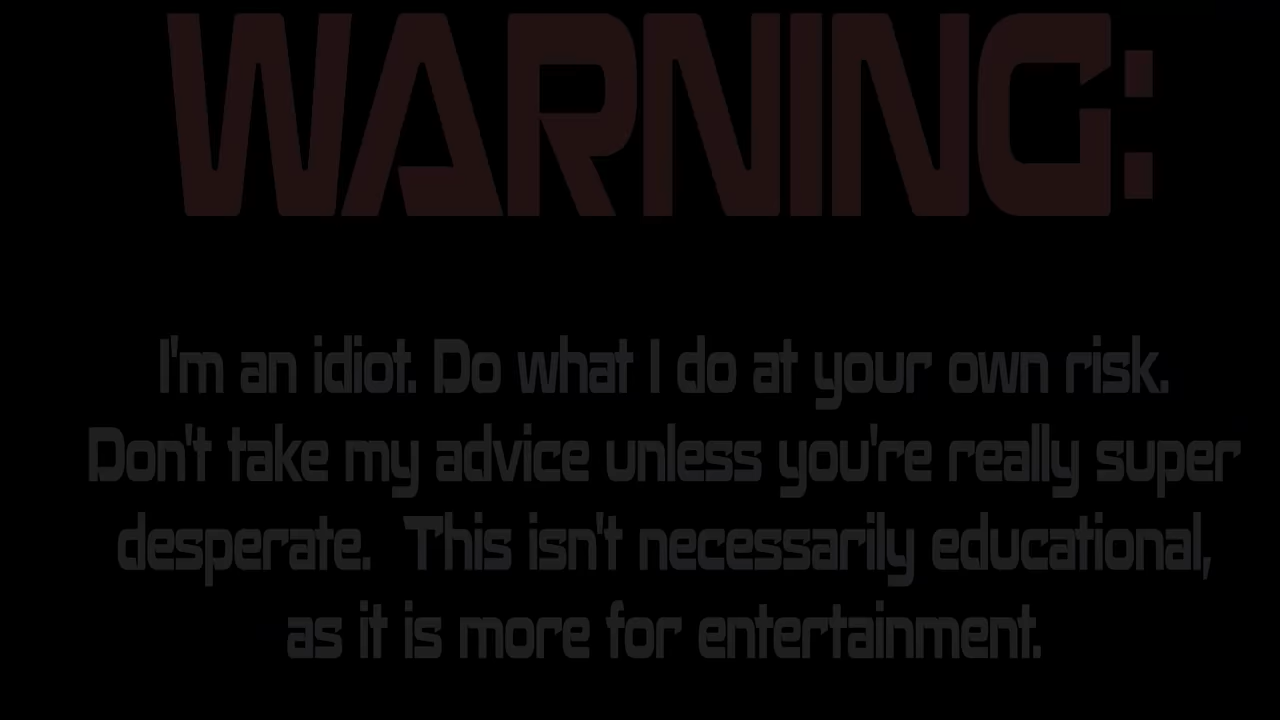 WARNING:
I'm an idiot. Do what I do at your own risk.
Don't take my advice unless you're really super
desperate.  This isn't necessarily educational,
as it is more for entertainment.